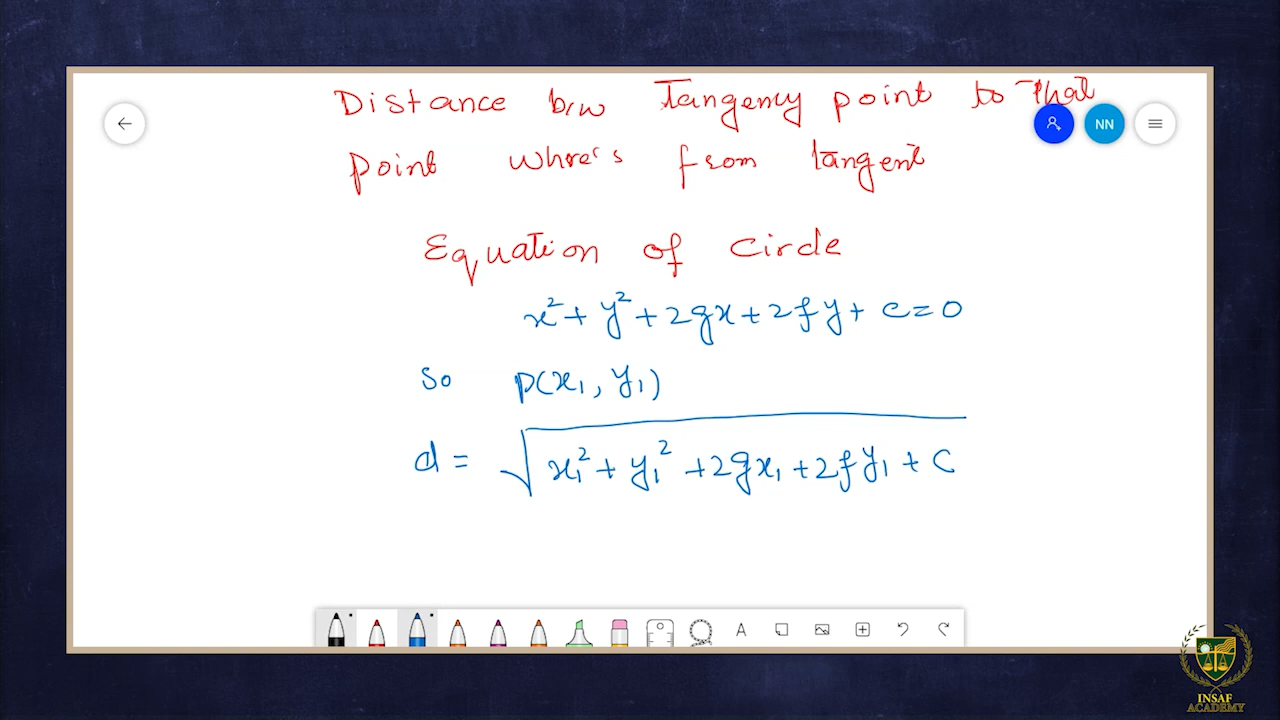 Distance b/w Tangency point to that
NN
point where's from tangent
Equation of Circle
x² + y² + 2gx + 2fy + c = 0
So P(x₁, y₁)
d = √(x₁² + y₁² + 2gx₁ + 2fy₁ + c)
A
INSAF
ACADEMY